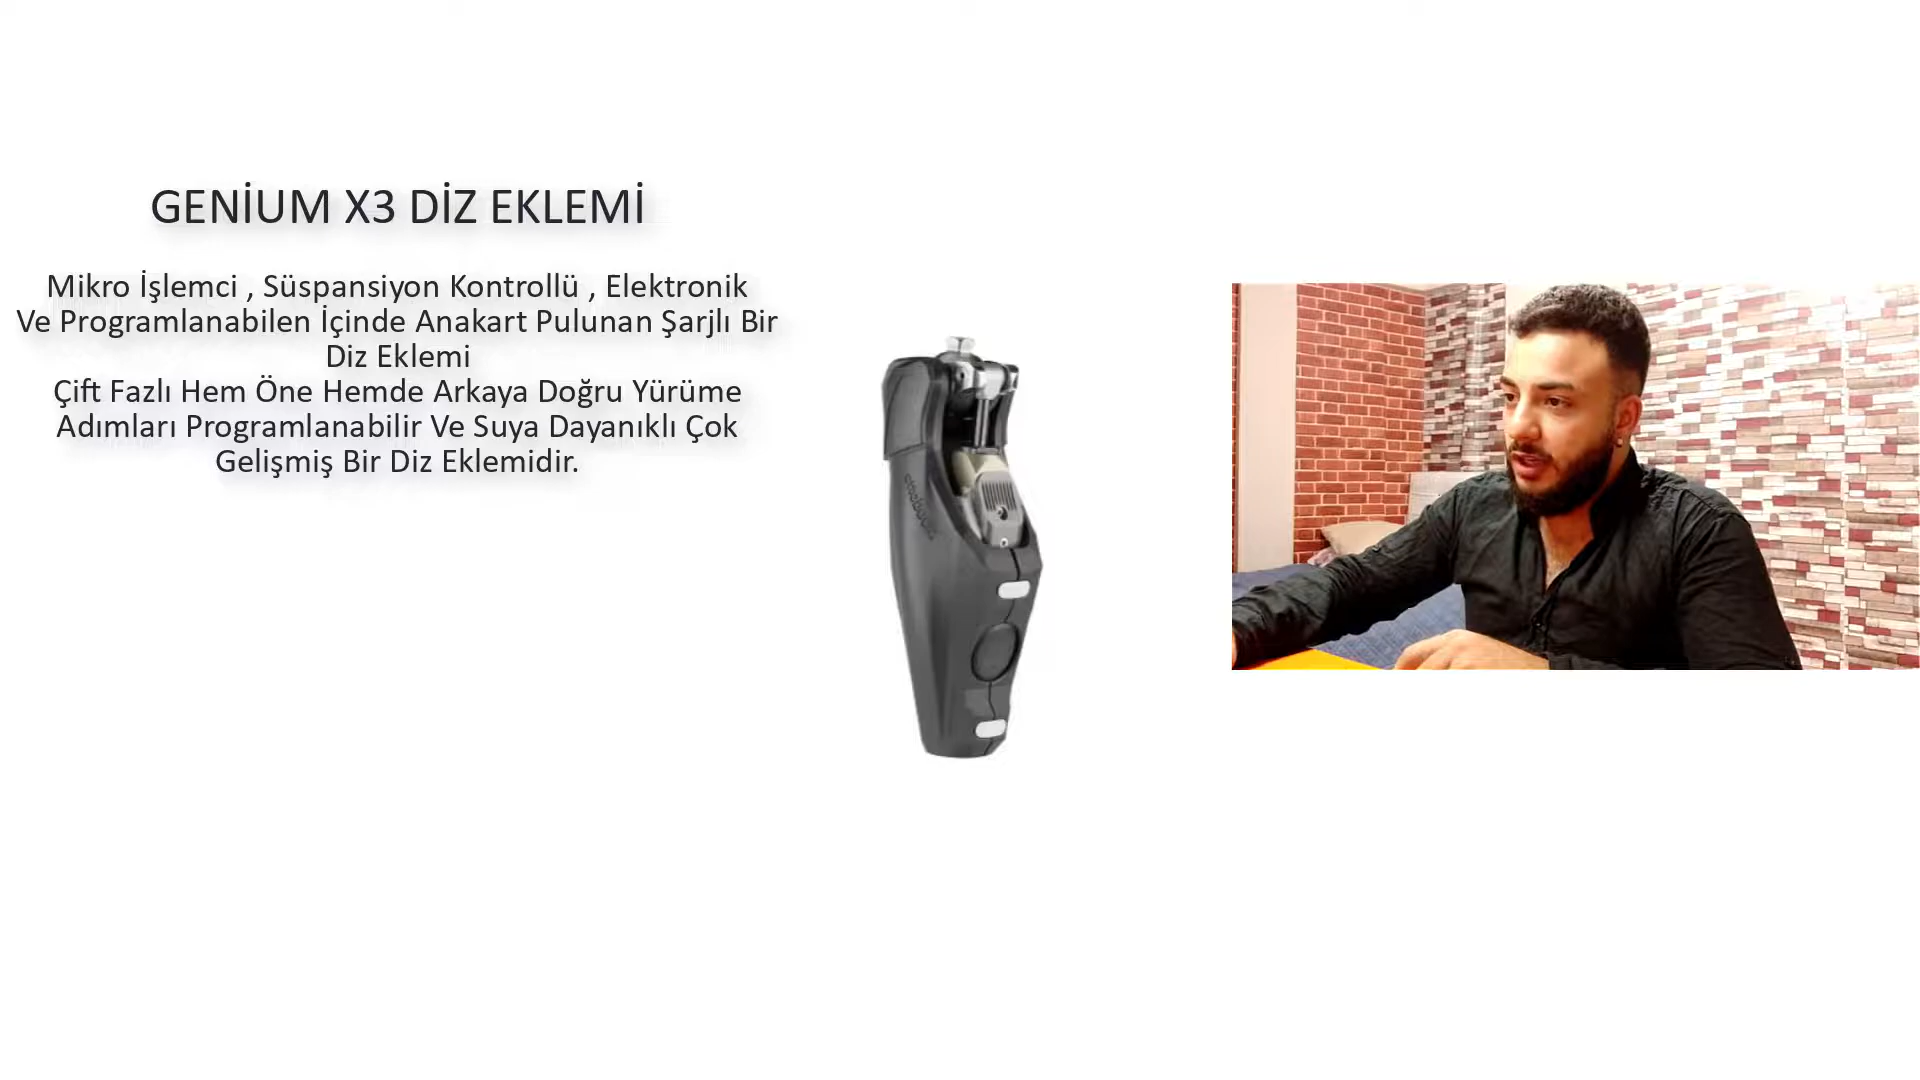 GENİUM X3 DİZ EKLEMİ
Mikro İşlemci , Süspansiyon Kontrollü , Elektronik
Ve Programlanabilen İçinde Anakart Pulunan Şarjlı Bir
Diz Eklemi
Çift Fazlı Hem Öne Hemde Arkaya Doğru Yürüme
Adımları Programlanabilir Ve Suya Dayanıklı Çok
Gelişmiş Bir Diz Eklemidir.
ottobock